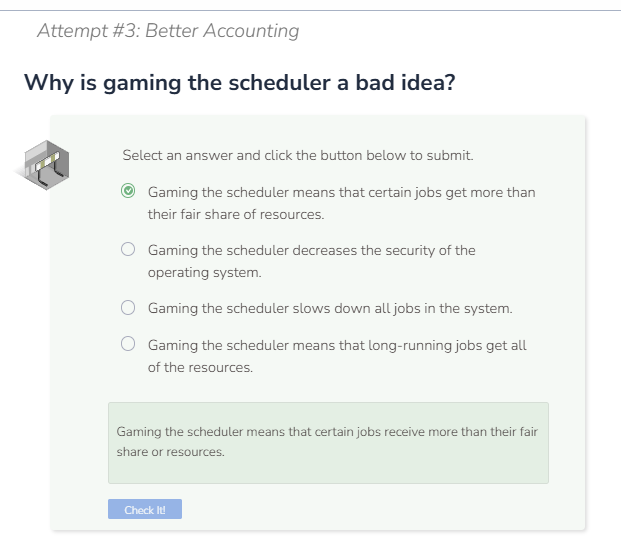 Attempt #3: Better Accounting
Why is gaming the scheduler a bad idea?
Select an answer and click the button below to submit.
Gaming the scheduler means that certain jobs get more than
their fair share of resources.
Gaming the scheduler decreases the security of the
operating system.
Gaming the scheduler slows down all jobs in the system.
Gaming the scheduler means that long-running jobs get all
of the resources.
Gaming the scheduler means that certain jobs receive more than their fair
share or resources.
Check It!